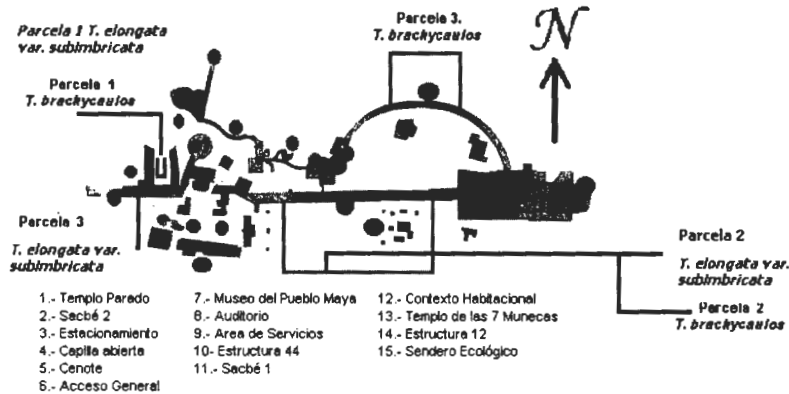 Parcela 1 T. elongata
var. subimbricata
Parcela 1
T. brachycaulos
Parcela 3.
T. brachycaulos
N
Parcela 3
T. elongata var.
subimbricata
Parcela 2
T. elongata var.
subimbricata
Parcela 2
T. brachycaulos
1.- Templo Parado
2.- Sacbé 2
3.- Estacionamiento
4.- Capilla abierta
5.- Cenote
6.- Acceso General
7.- Museo del Pueblo Maya
8.- Auditorio
9.- Area de Servicios
10- Estructura 44
11.- Sacbé 1
12.- Contexto Habitacional
13.- Templo de las 7 Munecas
14.- Estructura 12
15.- Sendero Ecológico